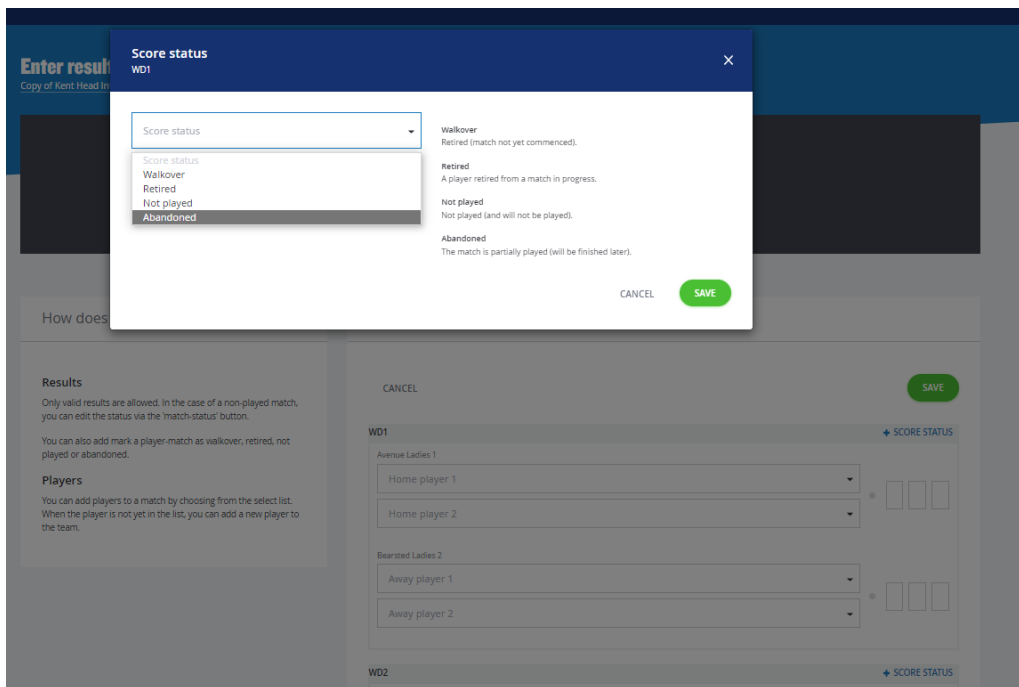 Enter result
Copy of Kent Head In
Score status
WD1
Score status
Score status
Walkover
Retired
Not played
Abandoned
Walkover
Retired (match not yet commenced).
Retired
A player retired from a match in progress.
Not played
Not played (and will not be played).
Abandoned
The match is partially played (will be finished later).
CANCEL
SAVE
How does
Results
Only valid results are allowed. In the case of a non-played match,
you can edit the status via the 'match-status' button.
You can also add mark a player-match as walkover, retired, not
played or abandoned.
Players
You can add players to a match by choosing from the select list.
When the player is not yet in the list, you can add a new player to
the team.
CANCEL
SAVE
WD1
+ SCORE STATUS
Avenue Ladies 1
Home player 1
Home player 2
Bearsted Ladies 2
Away player 1
Away player 2
WD2
+ SCORE STATUS